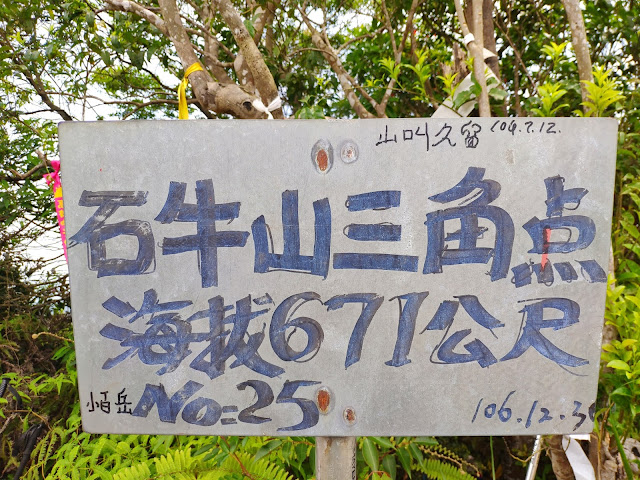 山叫久留 104.7.12.
石牛山三角点
海拔671公尺
小百岳 No=25
106.12.30